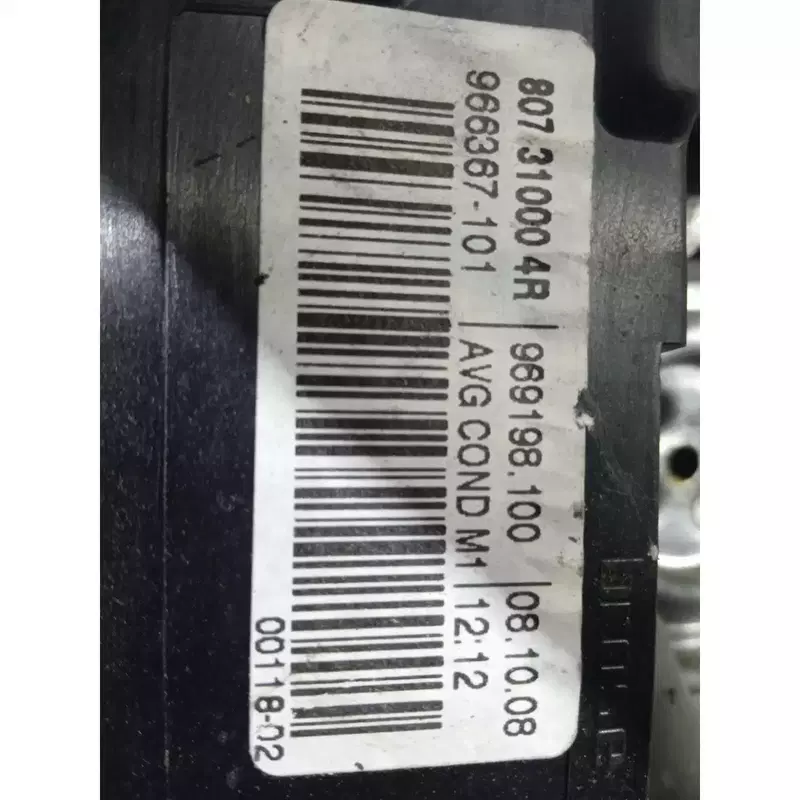 807 31000 4R | 969198.100 | 08.10.08
966367-101 | AVG COND M1 | 12:12
00118-02